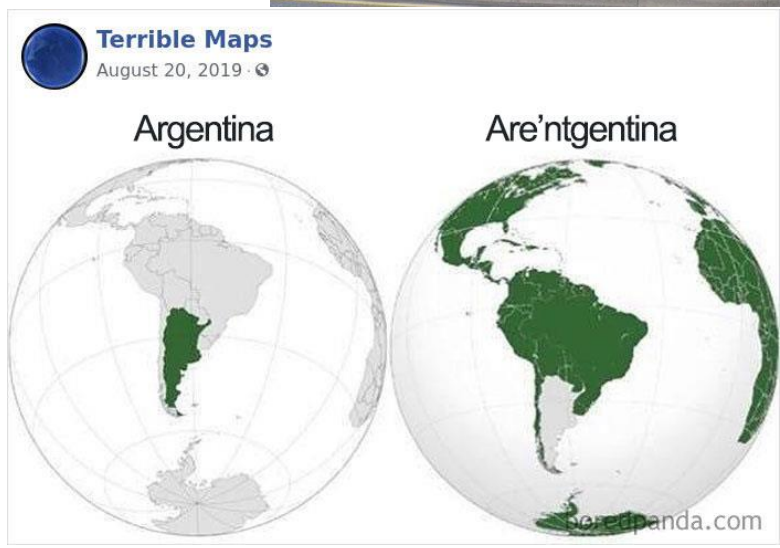 Terrible Maps
August 20, 2019 ·
Argentina
Are'ntgentina
boredpanda.com